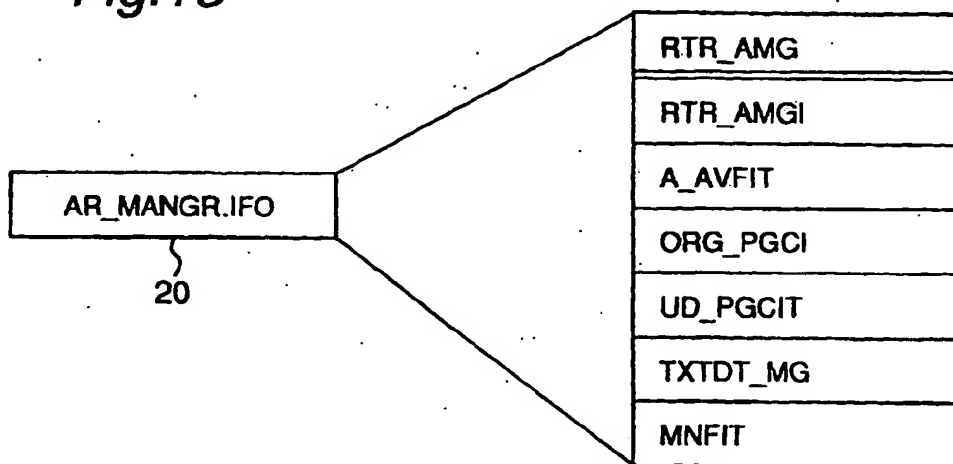 RTR_AMG
RTR_AMGI
A_AVFIT
AR_MANGR.IFO
ORG_PGCI
20
UD_PGCIT
TXTDT_MG
MNFIT